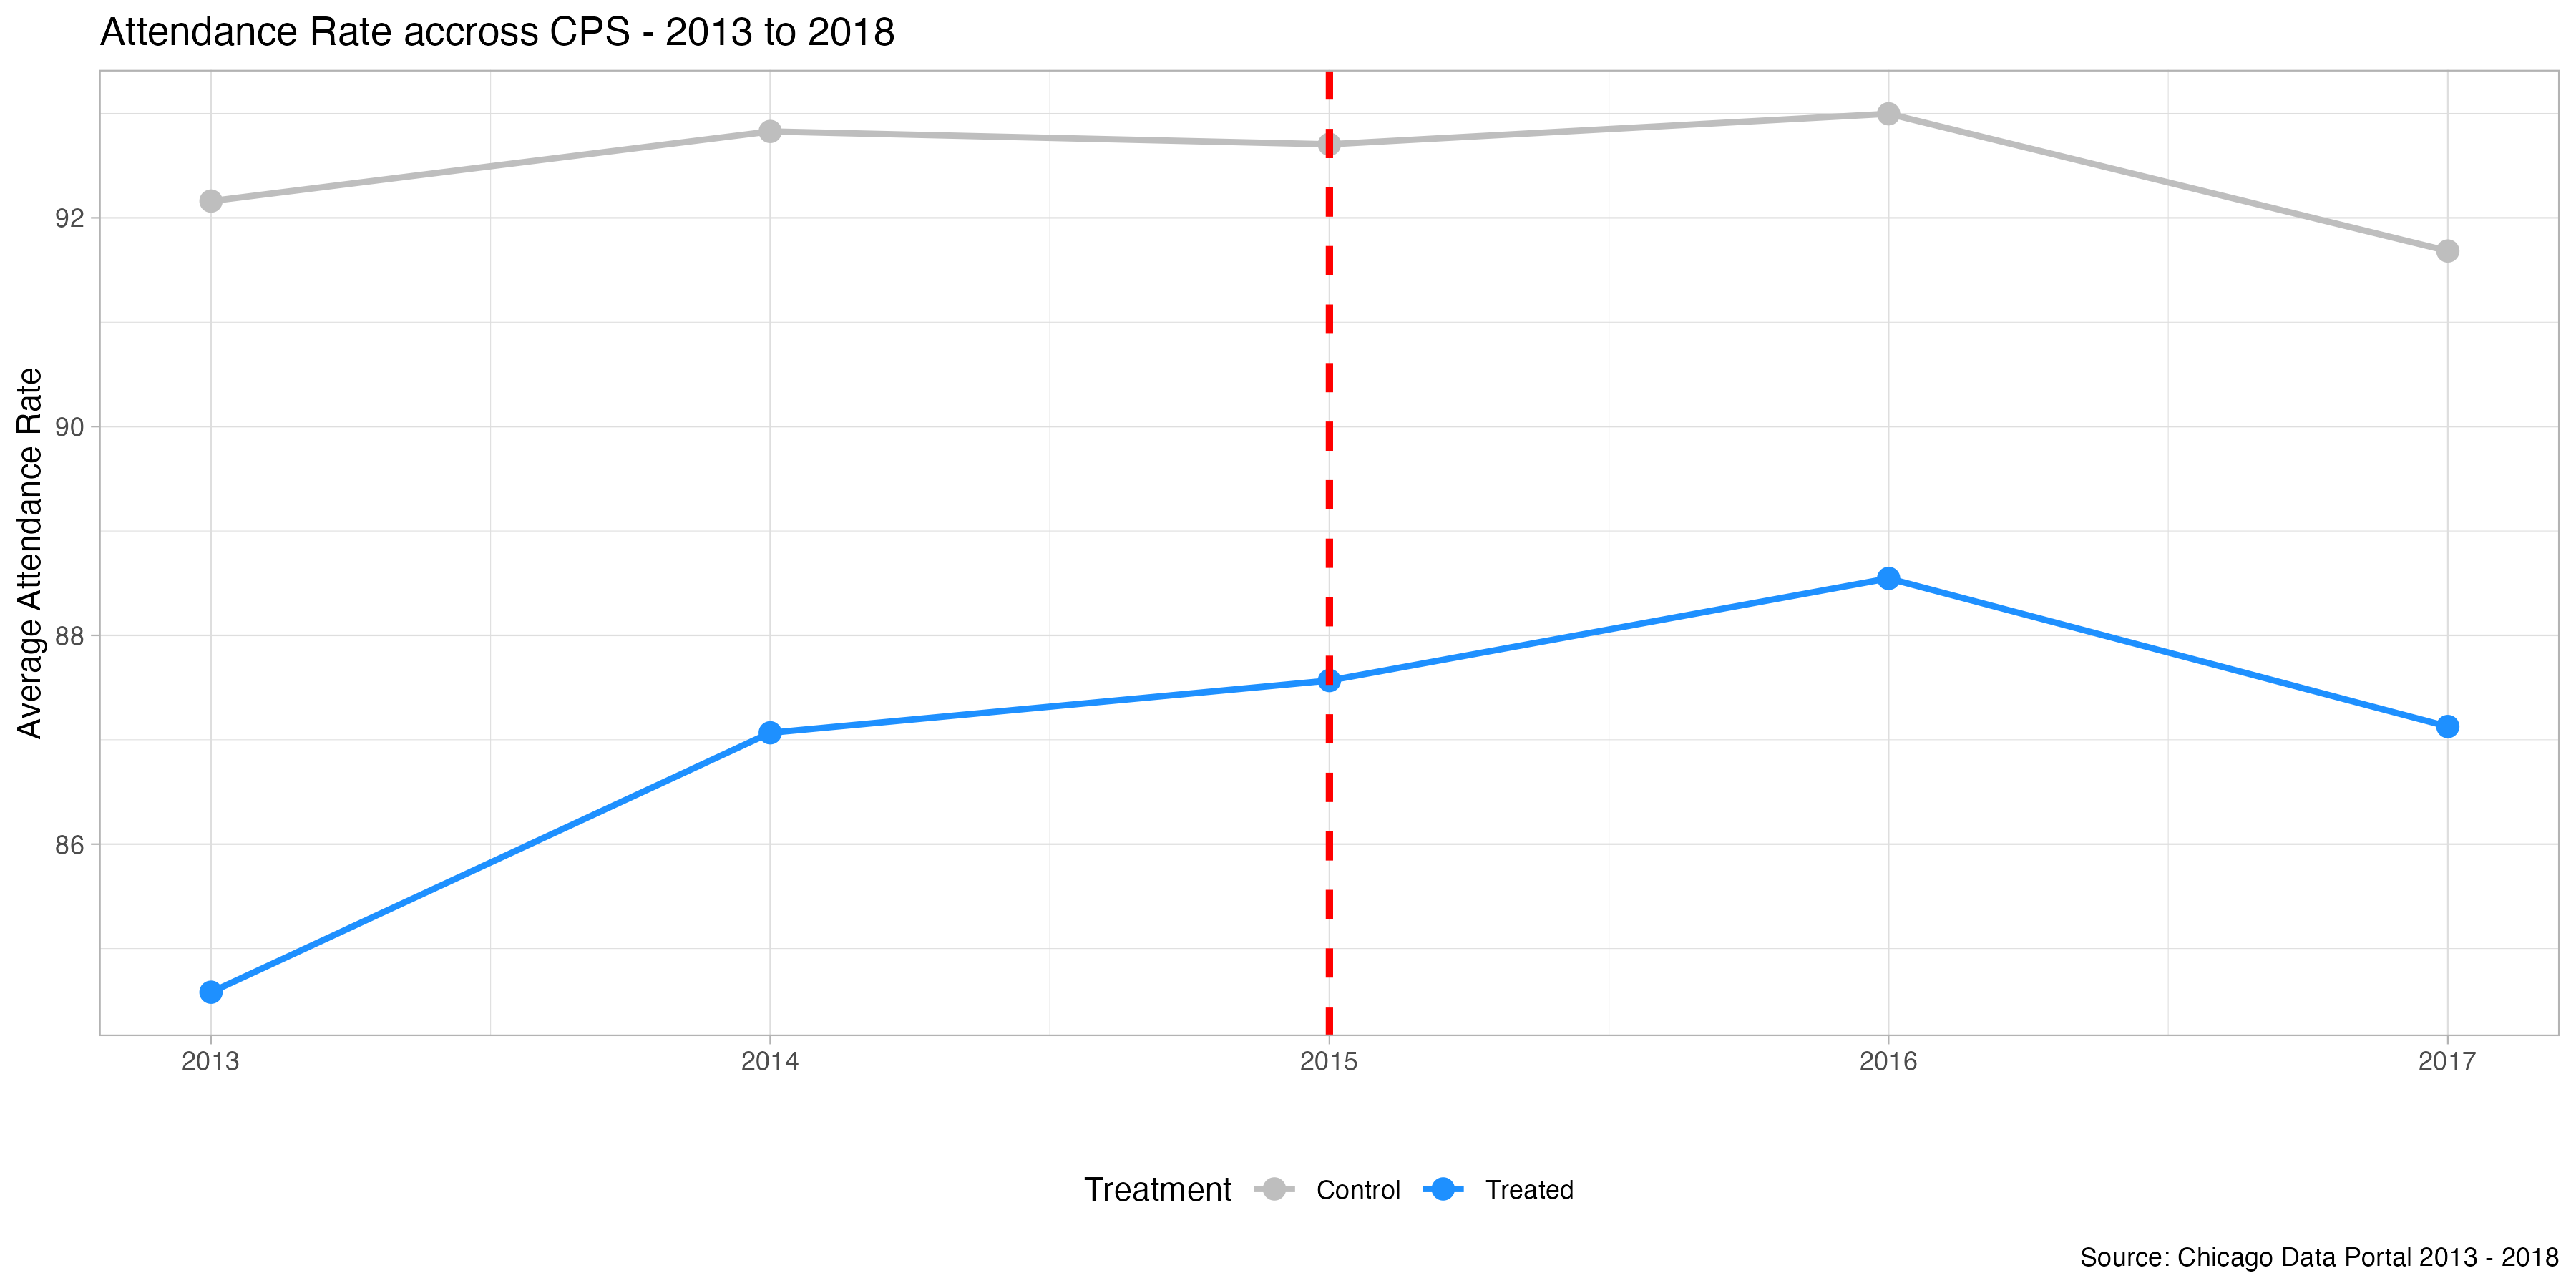 Attendance Rate accross CPS - 2013 to 2018
Average Attendance Rate
92
90
88
86
2013 2014 2015 2016 2017
Treatment Control Treated
Source: Chicago Data Portal 2013 - 2018